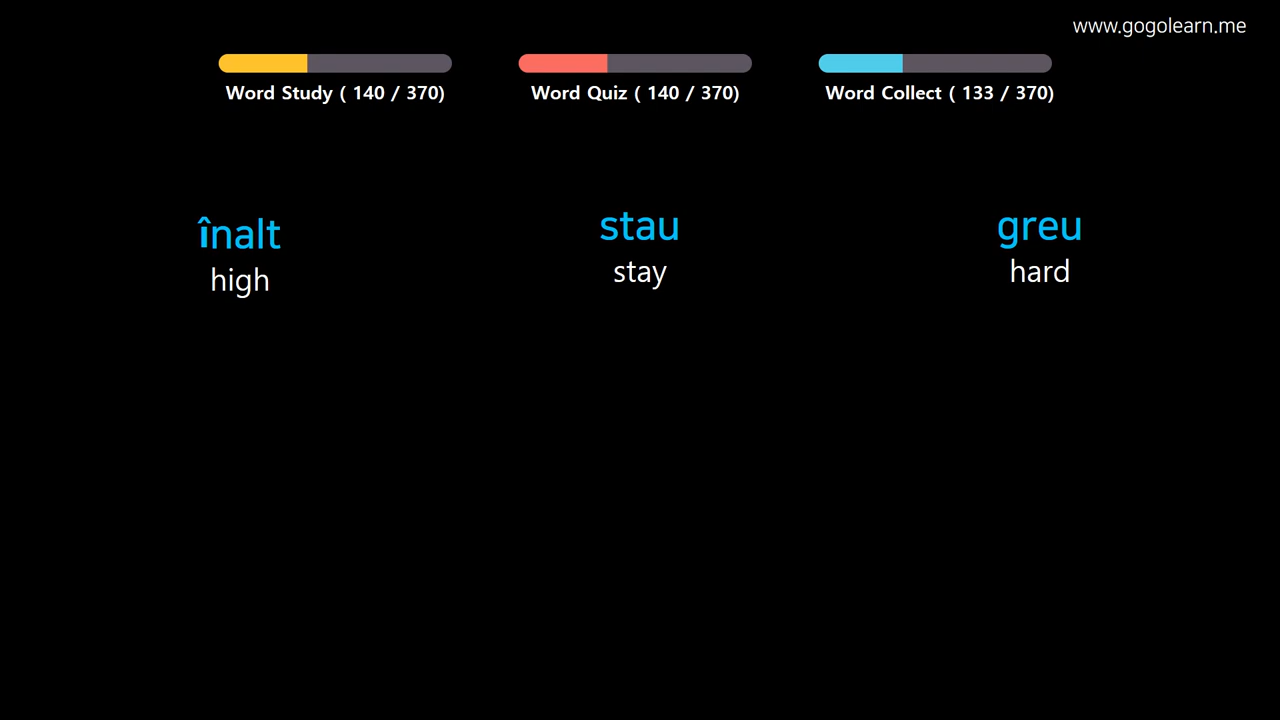 www.gogolearn.me
Word Study ( 140 / 370)
Word Quiz ( 140 / 370)
Word Collect ( 133 / 370)
înalt
high
stau
stay
greu
hard